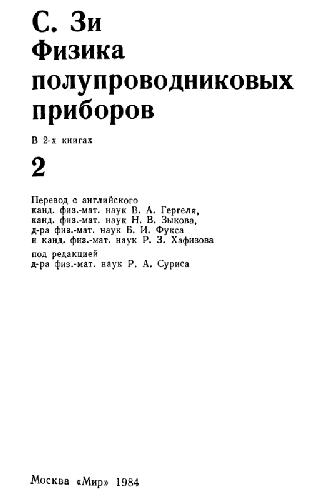 С. Зи
Физика
полупроводниковых
приборов
В 2-х книгах
2
Перевод с английского
канд. физ.-мат. наук В. А. Гергеля,
канд. физ.-мат. наук Н. В. Зыкова,
д-ра физ.-мат. наук Б. И. Фукса
и канд. физ.-мат. наук Р. З. Хафизова
под редакцией
д-ра физ.-мат. наук Р. А. Суриса
Москва «Мир» 1984